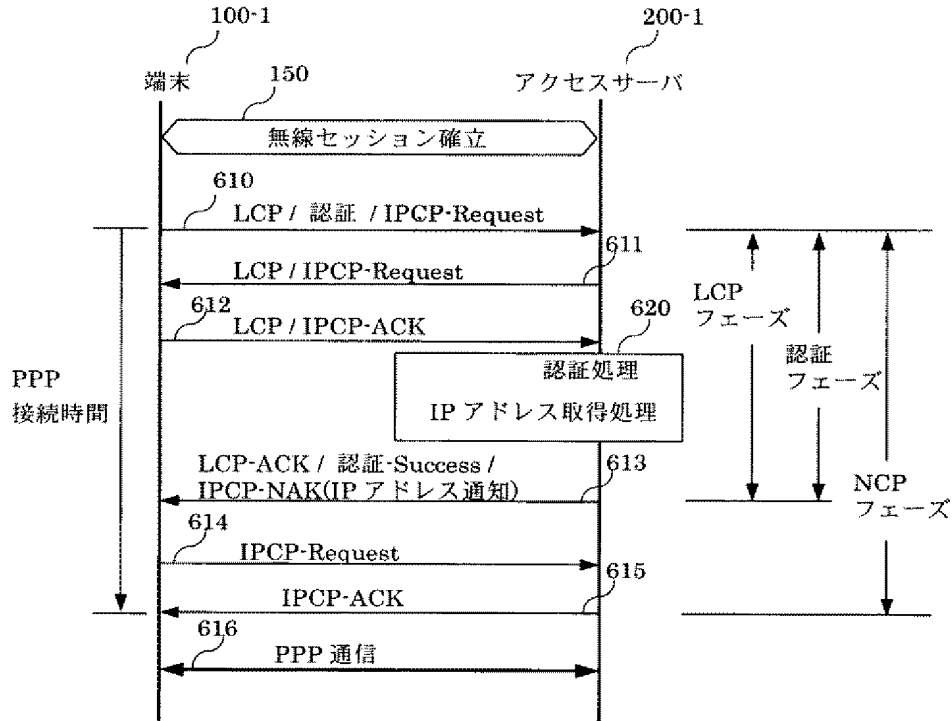 100-1
200-1
端末
150
アクセスサーバ
無線セッション確立
610
LCP / 認証 / IPCP-Request
611
LCP / IPCP-Request
612
LCP / IPCP-ACK
620
認証処理
IP アドレス取得処理
LCP
フェーズ
認証
フェーズ
PPP
接続時間
LCP-ACK / 認証-Success /
IPCP-NAK(IP アドレス通知)
613
NCP
フェーズ
614
IPCP-Request
615
IPCP-ACK
616
PPP 通信